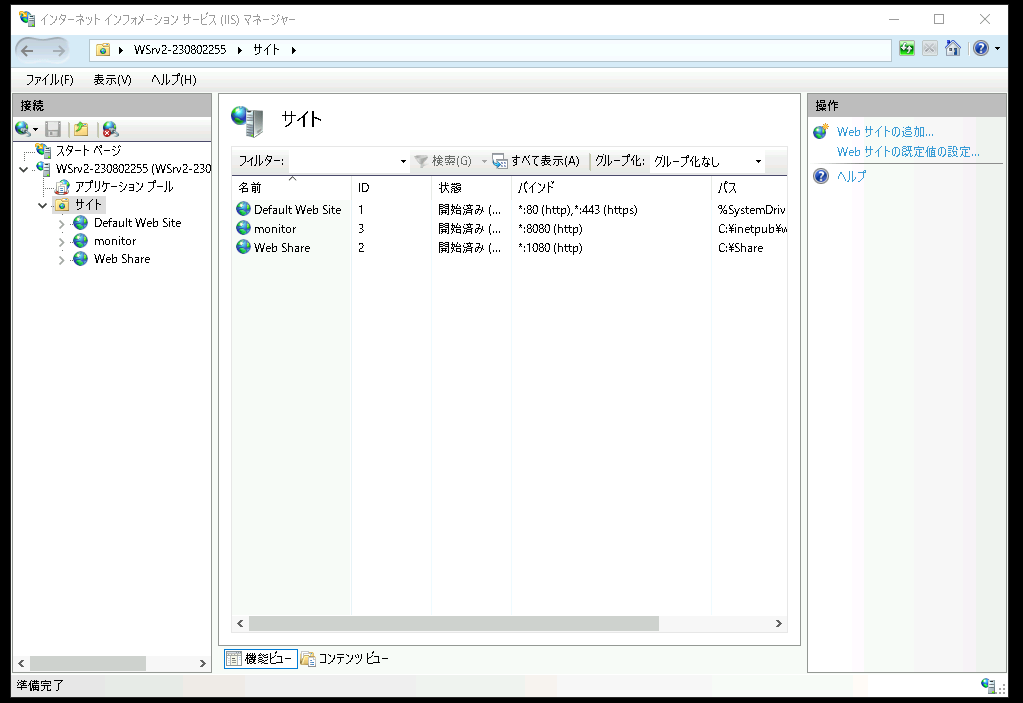 インターネット インフォメーション サービス (IIS) マネージャー
WSrv2-230802255 サイト
ファイル(F) 表示(V) ヘルプ(H)
接続
スタート ページ
WSrv2-230802255 (WSrv2-230
アプリケーション プール
サイト
Default Web Site
monitor
Web Share
サイト
フィルター: 検索(G) すべて表示(A) グループ化: グループ化なし
名前 ID 状態 バインド パス
Default Web Site 1 開始済み (... *:80 (http),*:443 (https) %SystemDriv
monitor 3 開始済み (... *:8080 (http) C:¥inetpub¥w
Web Share 2 開始済み (... *:1080 (http) C:¥Share
機能ビュー コンテンツ ビュー
操作
Web サイトの追加...
Web サイトの既定値の設定...
ヘルプ
準備完了